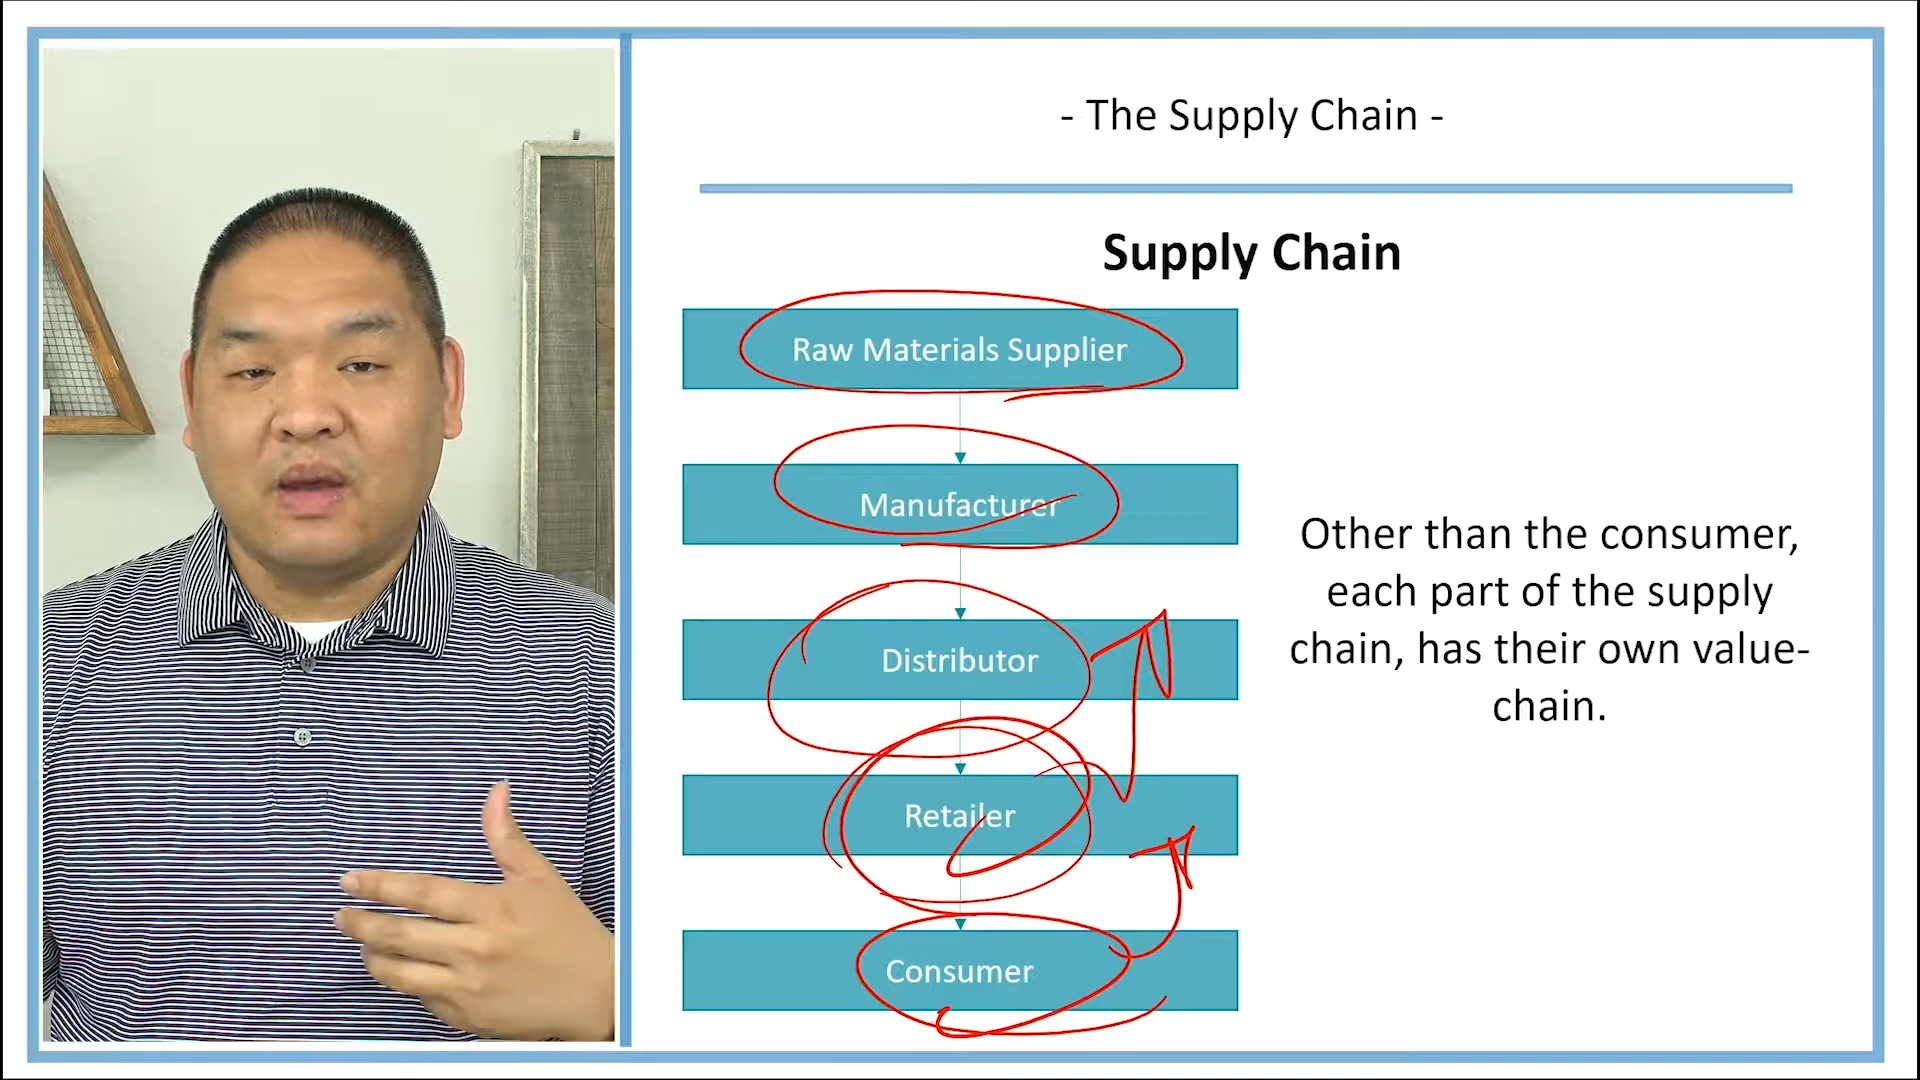 - The Supply Chain -
Supply Chain
Raw Materials Supplier
Manufacturer
Distributor
Retailer
Consumer
Other than the consumer,
each part of the supply
chain, has their own value-
chain.